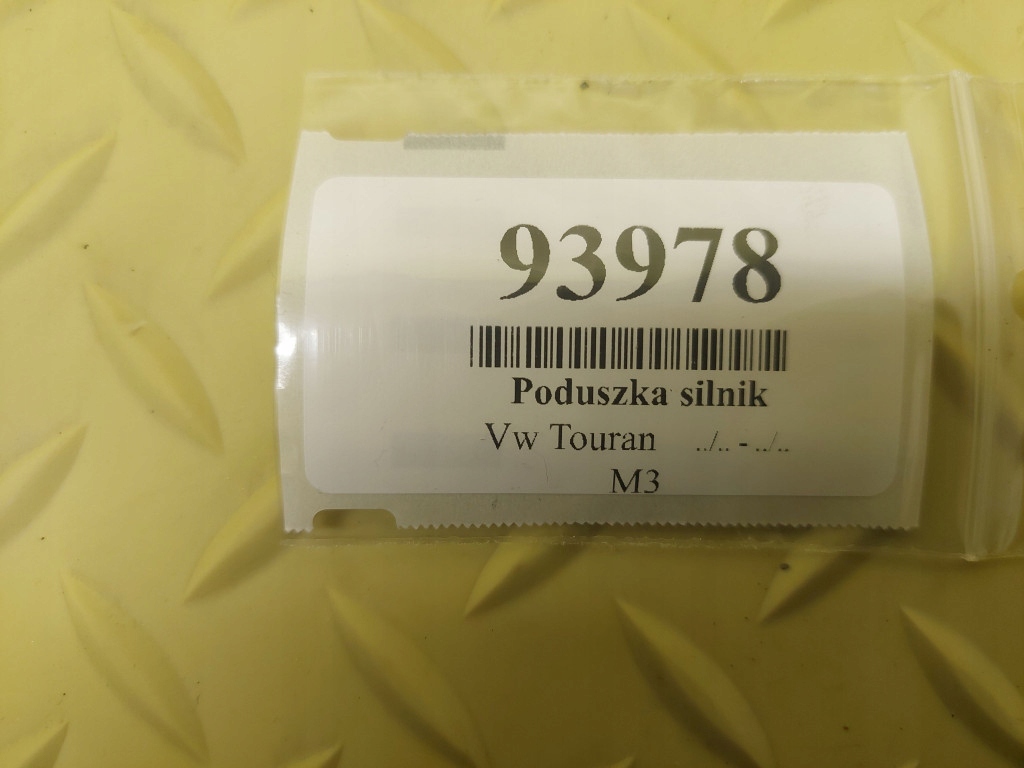 93978
Poduszka silnik
Vw Touran ../.. - ../..
M3